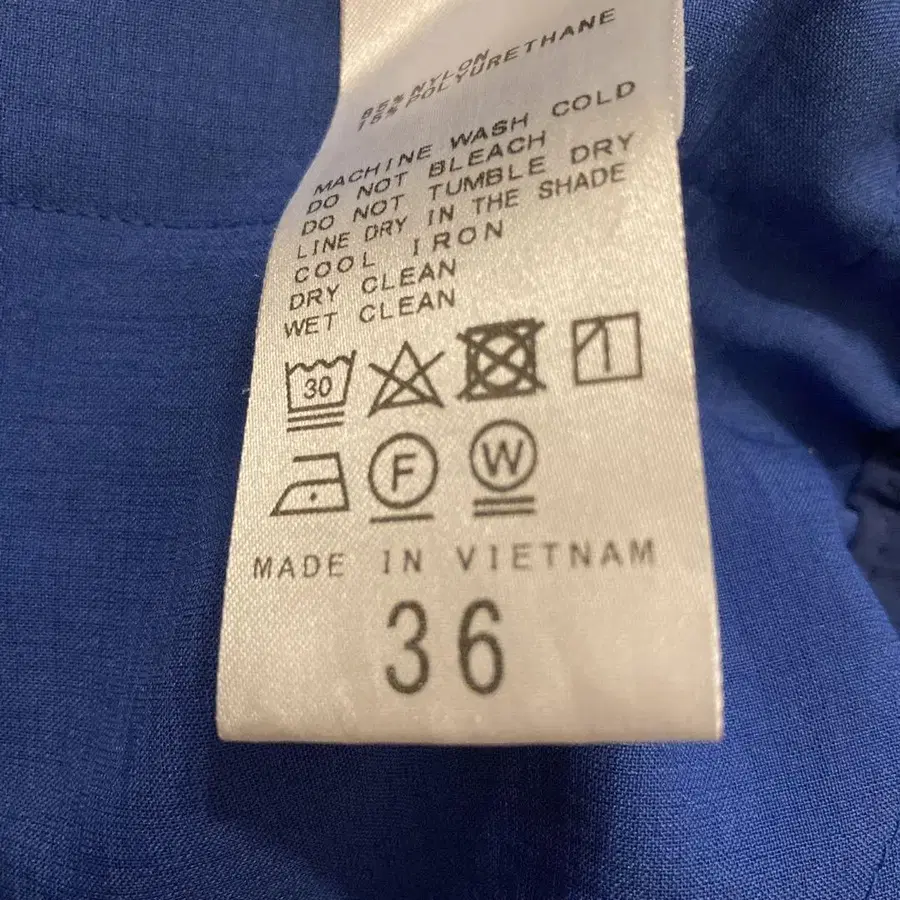 85% NYLON
15% POLYURETHANE
MACHINE WASH COLD
DO NOT BLEACH
DO NOT TUMBLE DRY
LINE DRY IN THE SHADE
COOL IRON
DRY CLEAN
WET CLEAN
30
F W
MADE IN VIETNAM
36